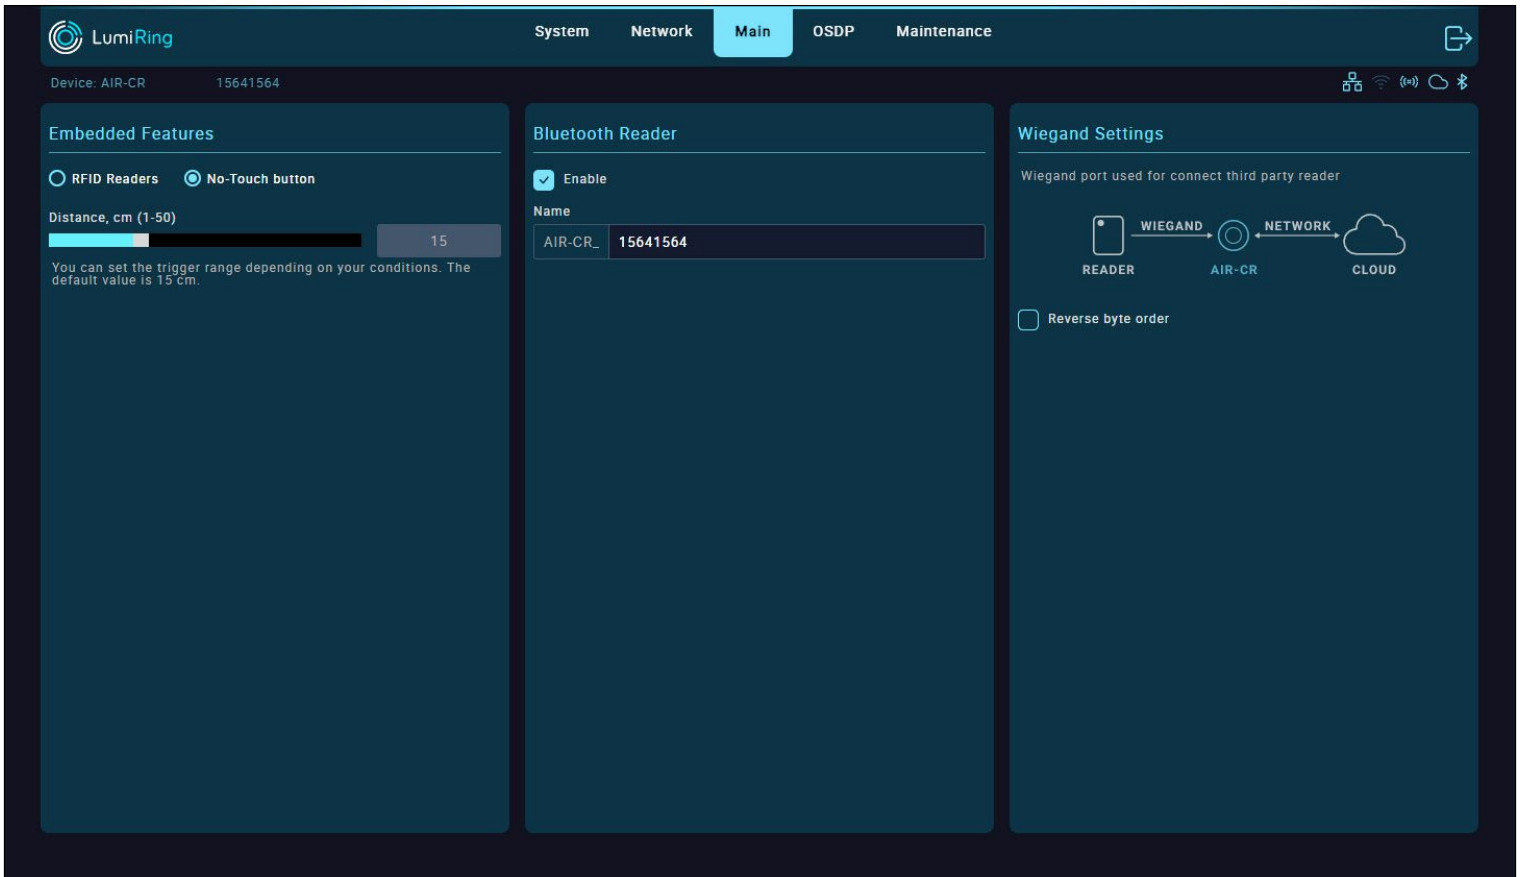 LumiRing
System Network Main OSDP Maintenance
Device: AIR-CR 15641564
Embedded Features
RFID Readers No-Touch button
Distance, cm (1-50)
15
You can set the trigger range depending on your conditions. The
default value is 15 cm.
Bluetooth Reader
Enable
Name
AIR-CR_ 15641564
Wiegand Settings
Wiegand port used for connect third party reader
WIEGAND NETWORK
READER AIR-CR CLOUD
Reverse byte order